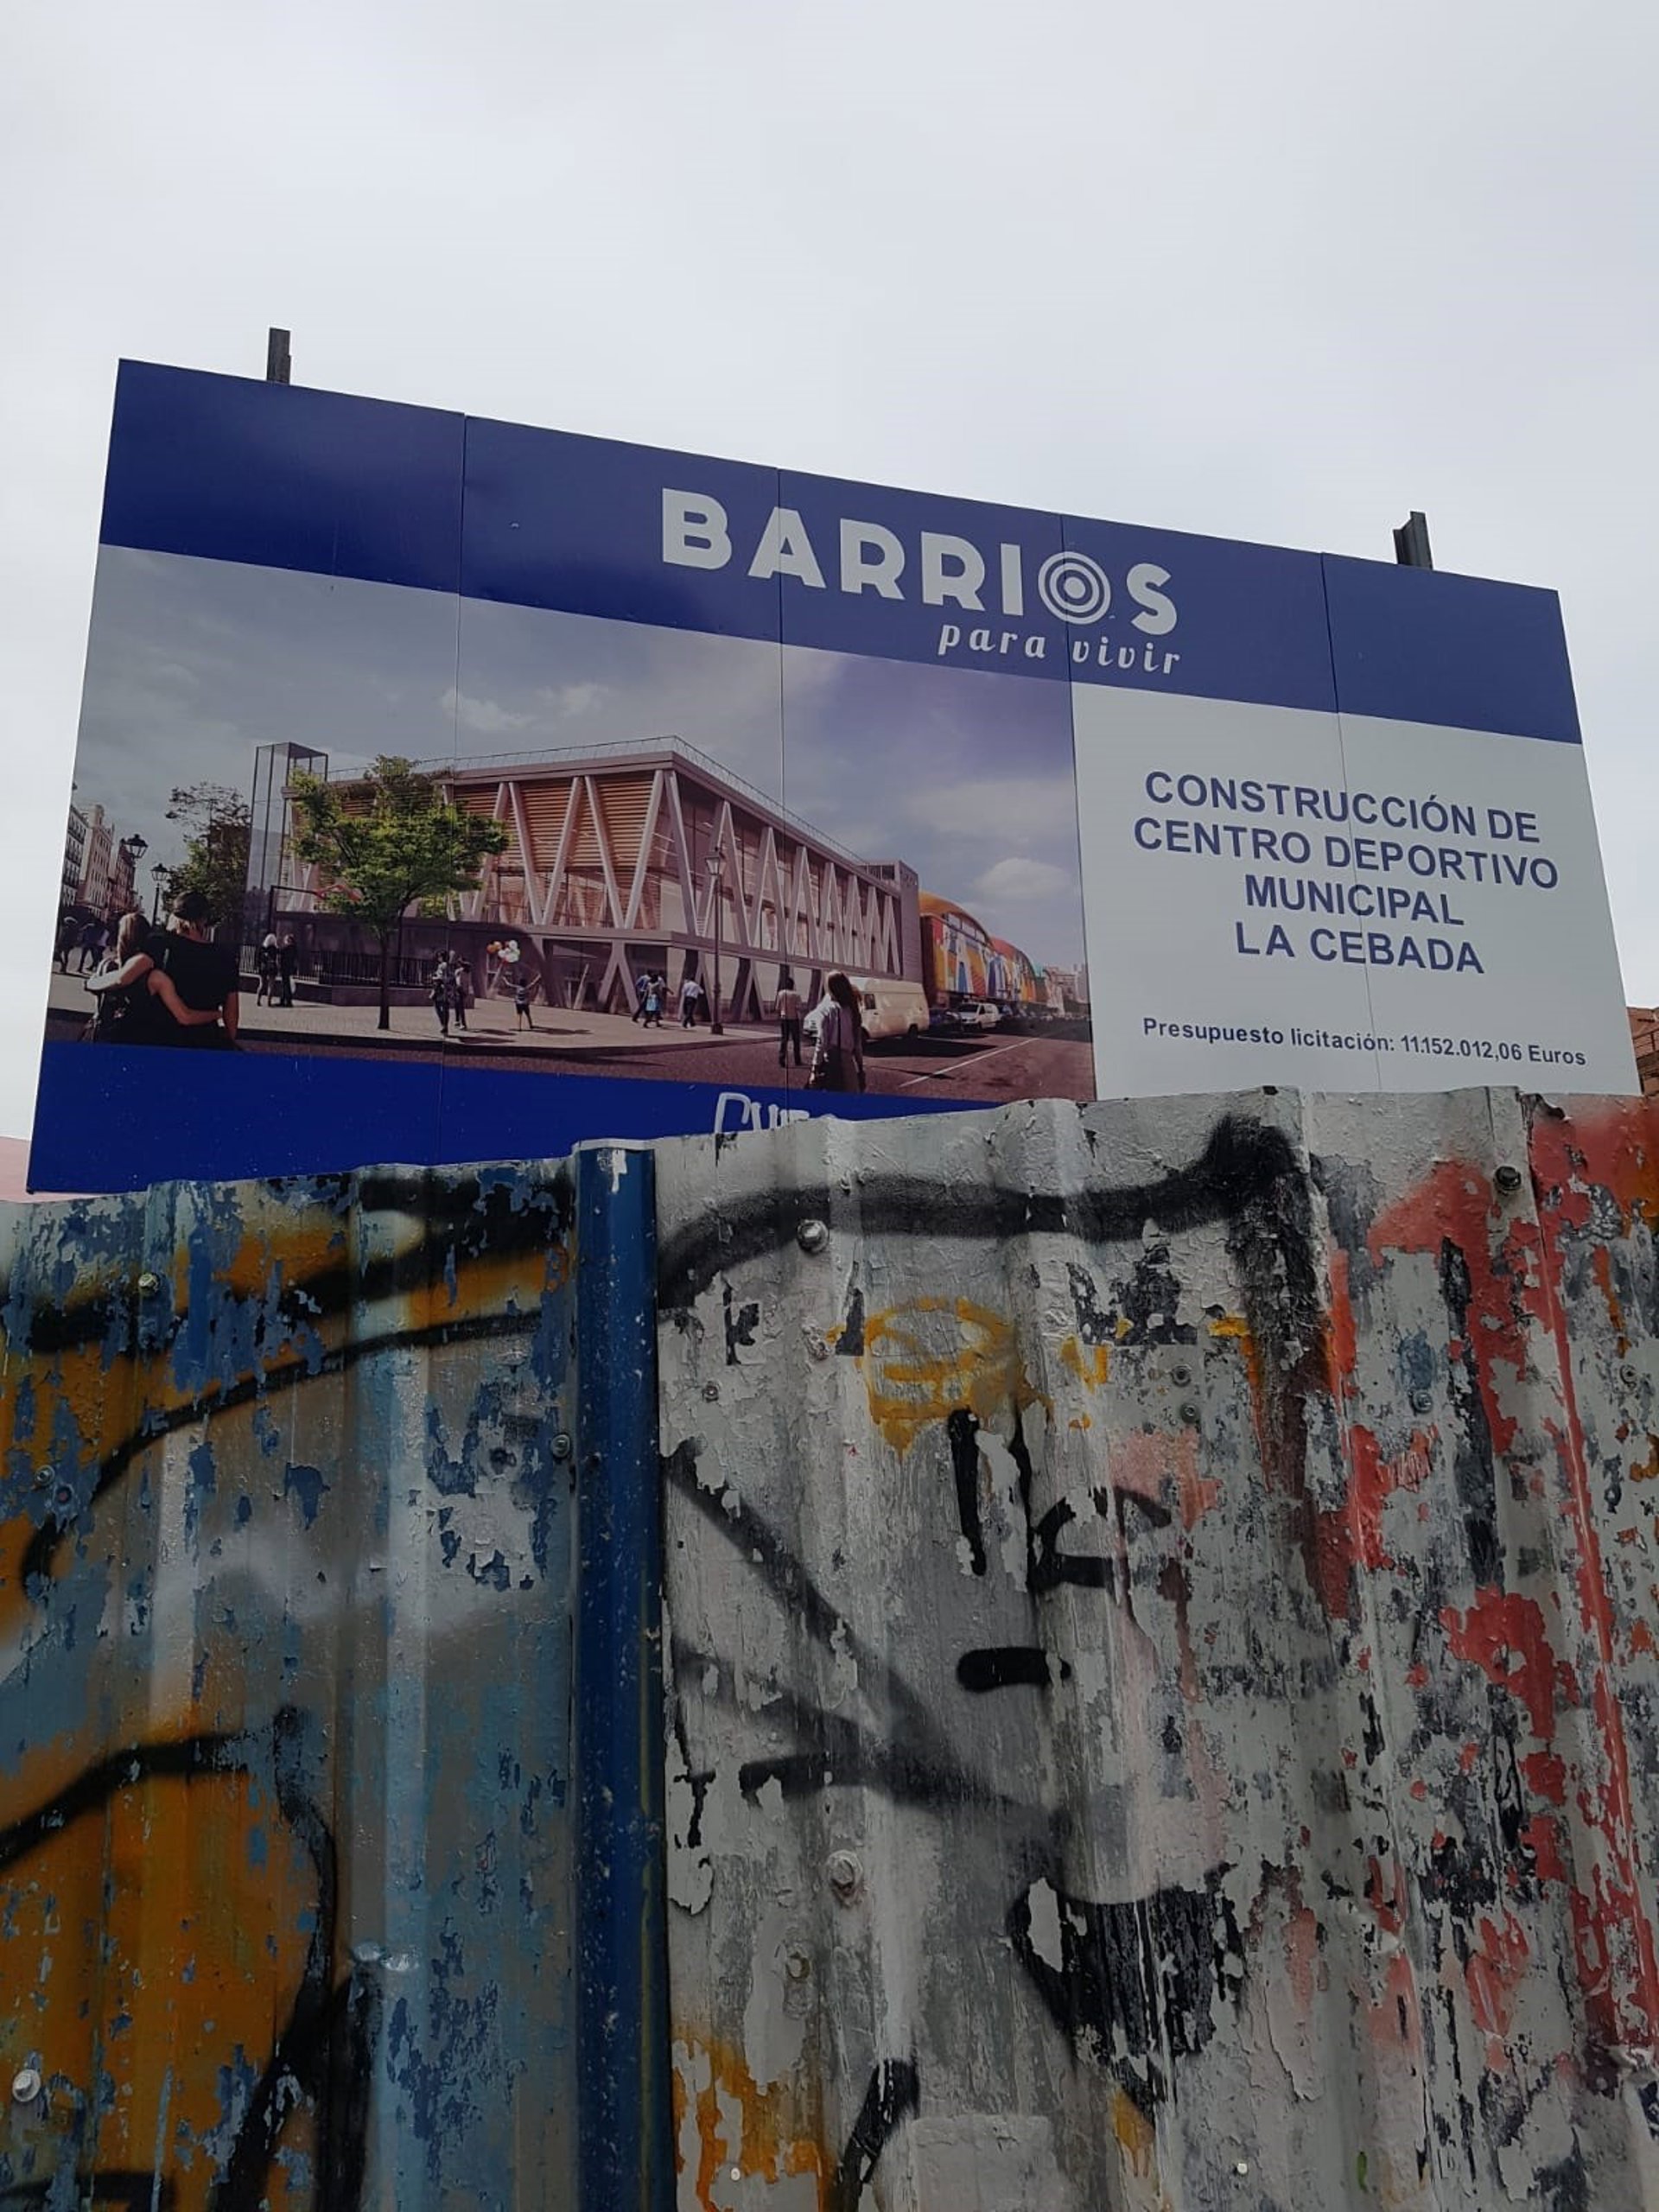 BARRIOS
para vivir
CONSTRUCCIÓN DE
CENTRO DEPORTIVO
MUNICIPAL
LA CEBADA
Presupuesto licitación: 11.152.012,06 Euros